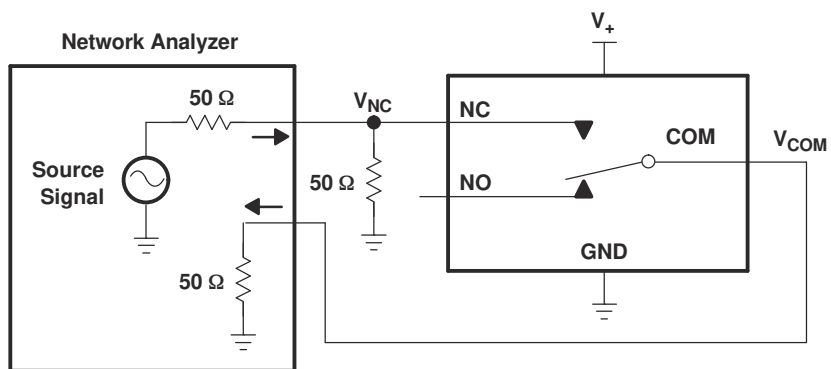 Network Analyzer
V+
50 Ω
VNC
NC
COM
VCOM
Source
Signal
50 Ω
NO
GND
50 Ω